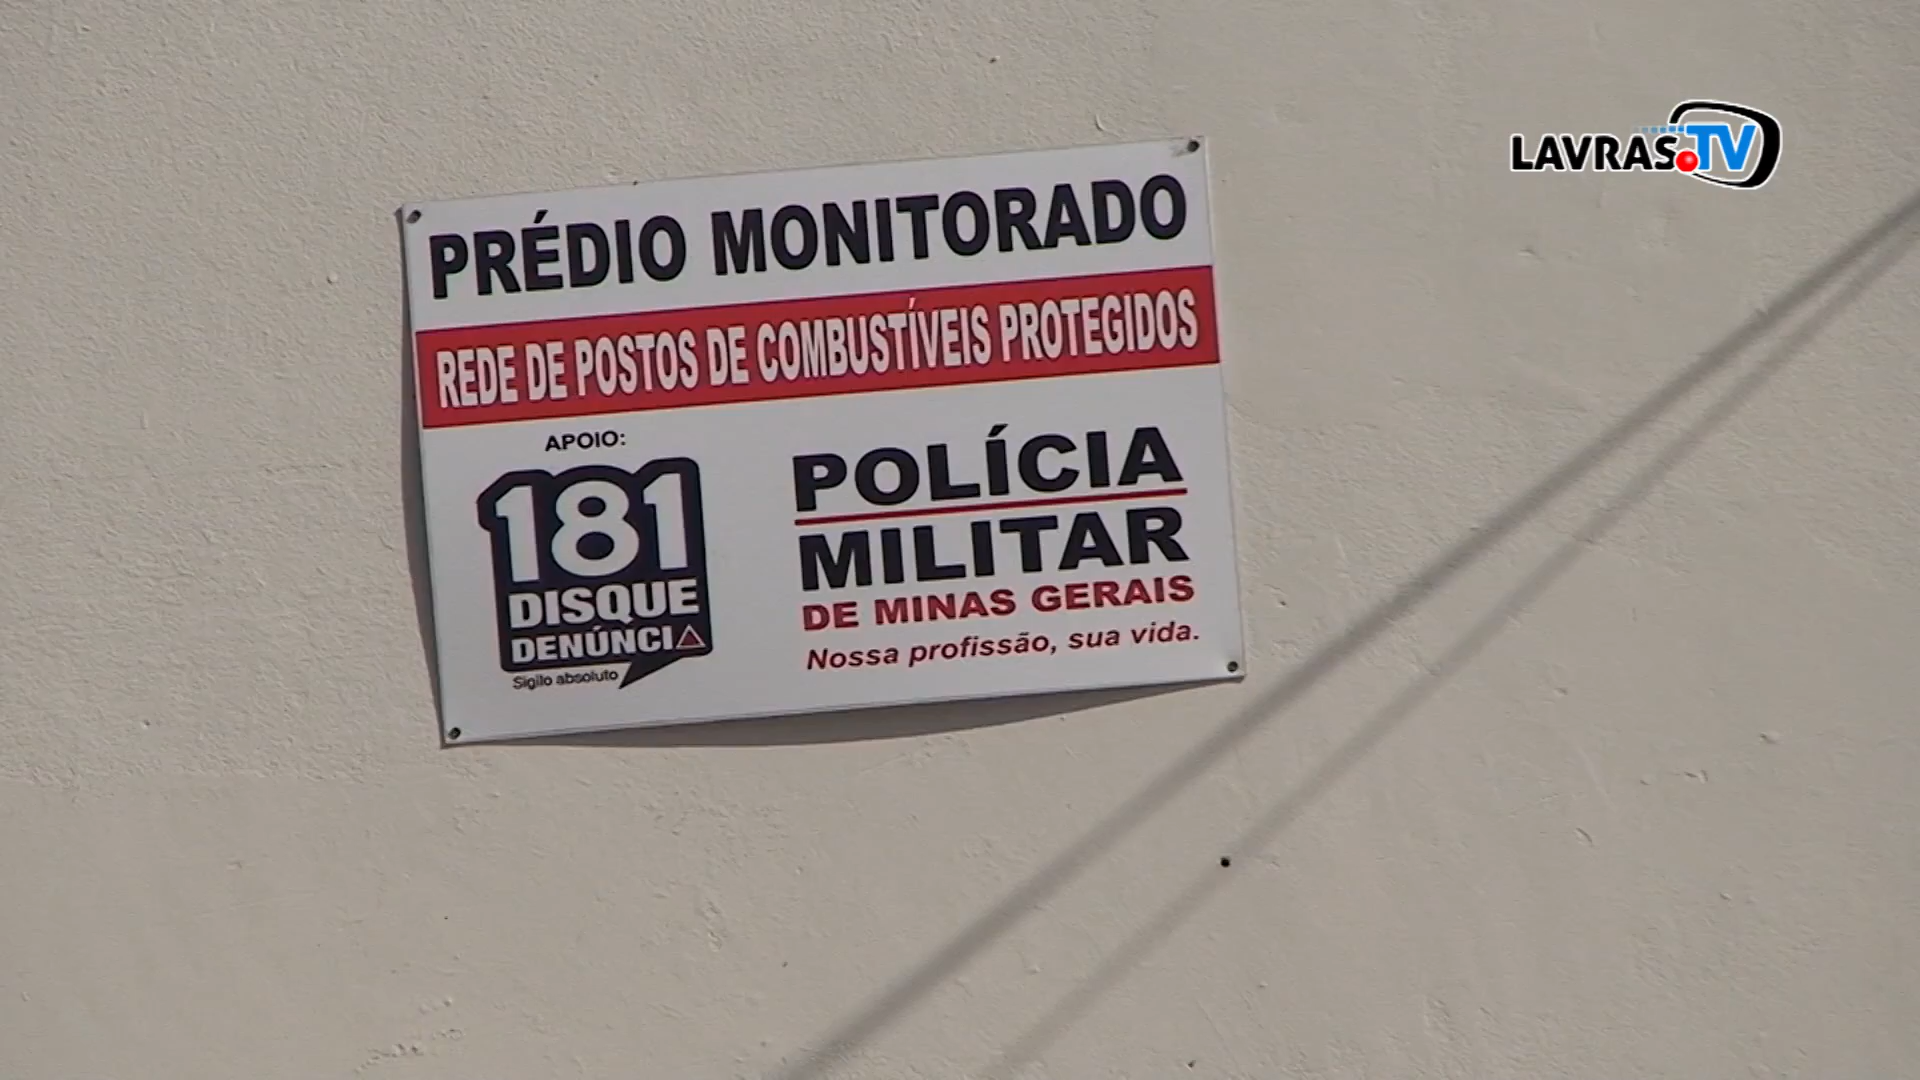 LAVRAS.TV
PRÉDIO MONITORADO
REDE DE POSTOS DE COMBUSTÍVEIS PROTEGIDOS
APOIO:
181
DISQUE
DENÚNCIA
Sigilo absoluto
POLÍCIA
MILITAR
DE MINAS GERAIS
Nossa profissão, sua vida.